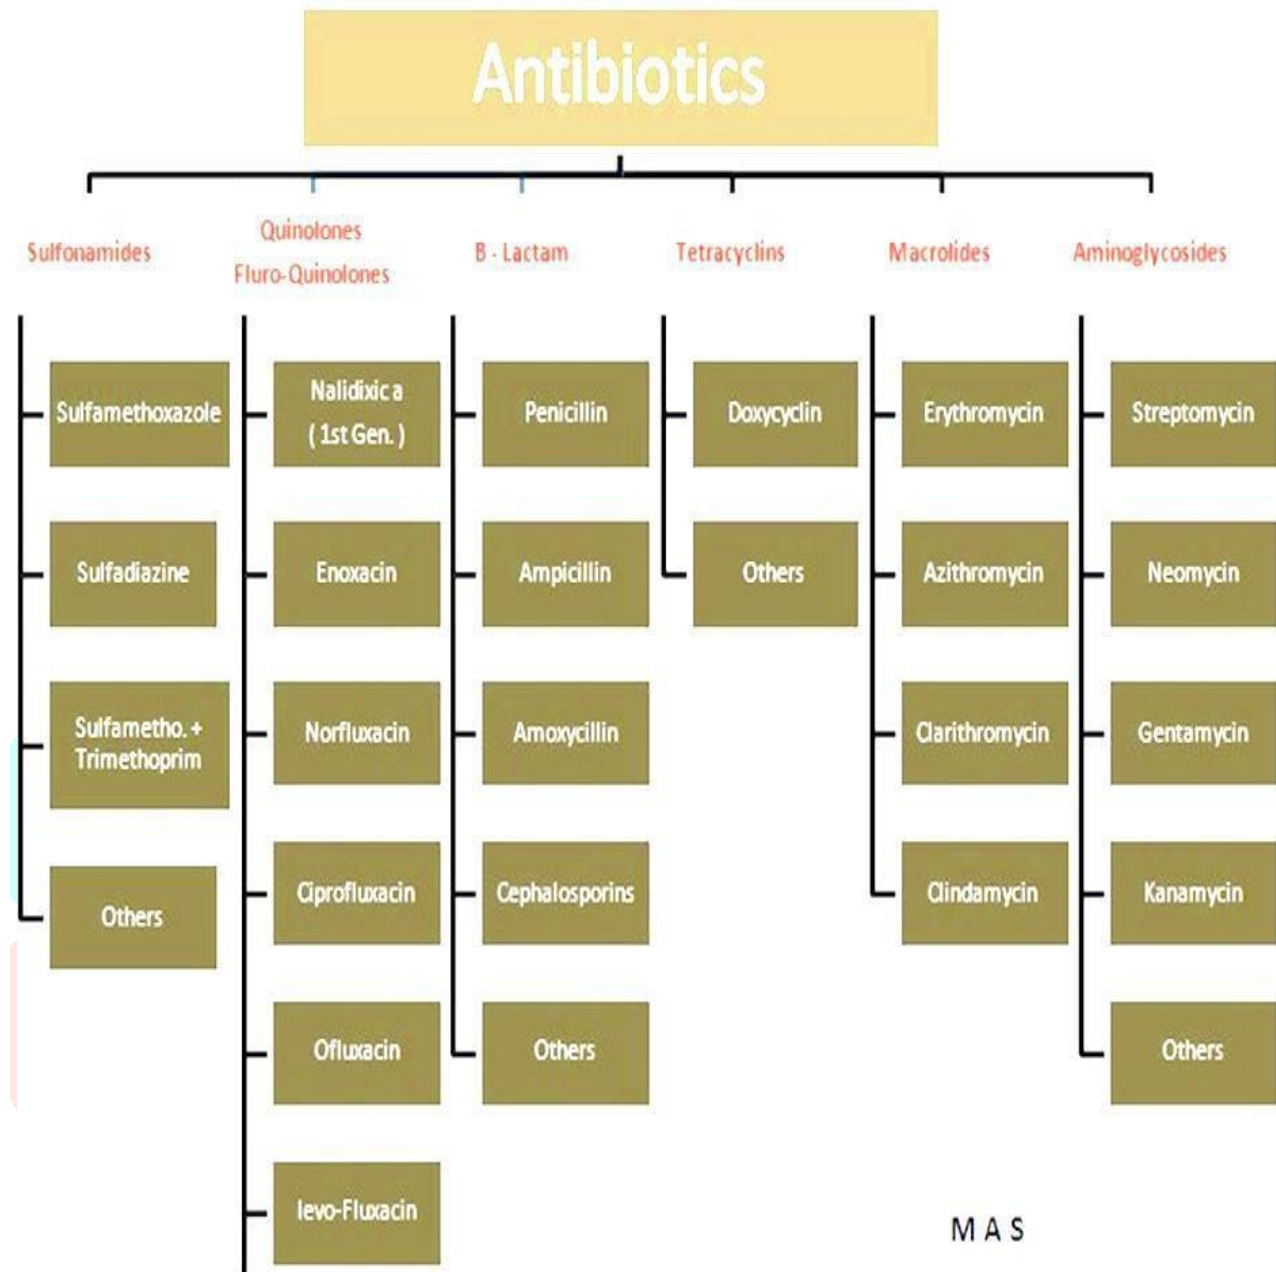 Antibiotics
Sulfonamides
Quinolones
Fluro-Quinolones
B - Lactam
Tetracyclins
Macrolides
Aminoglycosides
Sulfamethoxazole
Sulfadiazine
Sulfametho. +
Trimethoprim
Others
Nalidixic a
( 1st Gen. )
Enoxacin
Norfluxacin
Ciprofluxacin
Ofluxacin
levo-Fluxacin
Penicillin
Ampicillin
Amoxycillin
Cephalosporins
Others
Doxycyclin
Others
Erythromycin
Azithromycin
Clarithromycin
Clindamycin
Streptomycin
Neomycin
Gentamycin
Kanamycin
Others
M A S